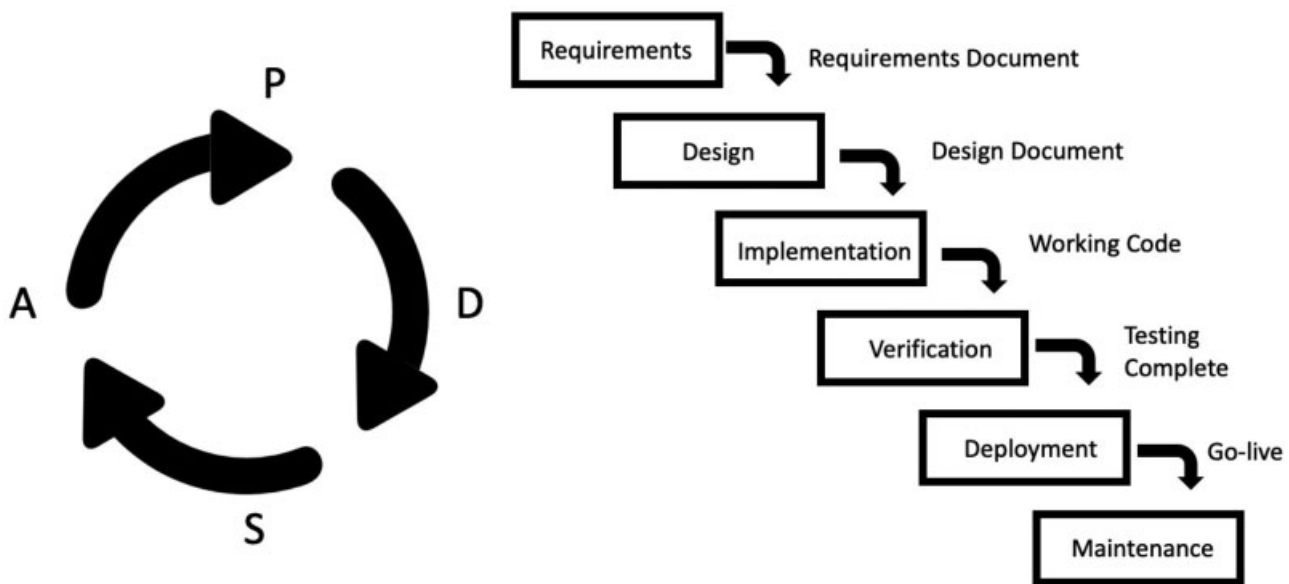 P
D
S
A
Requirements
Requirements Document
Design
Design Document
Implementation
Working Code
Verification
Testing
Complete
Deployment
Go-live
Maintenance